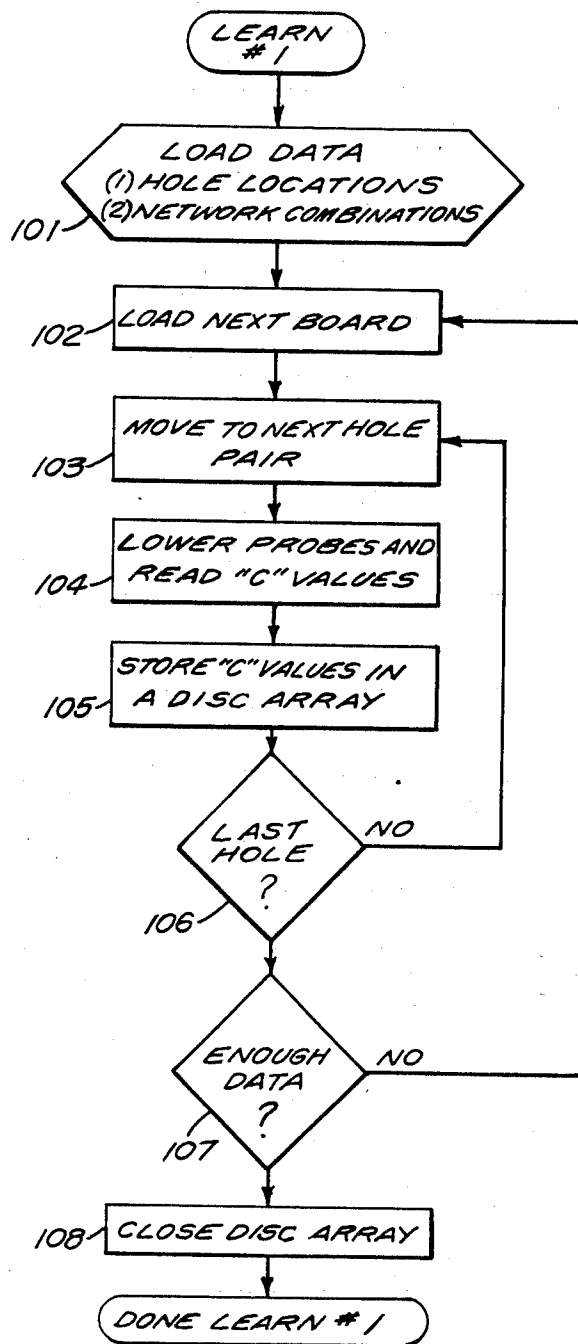 LEARN
# 1
LOAD DATA
(1) HOLE LOCATIONS
(2) NETWORK COMBINATIONS
101
102
LOAD NEXT BOARD
MOVE TO NEXT HOLE
PAIR
103
LOWER PROBES AND
READ "C" VALUES
104
STORE "C" VALUES IN
A DISC ARRAY
105
LAST
HOLE
?
NO
106
ENOUGH
DATA
?
NO
107
108
CLOSE DISC ARRAY
DONE LEARN # 1